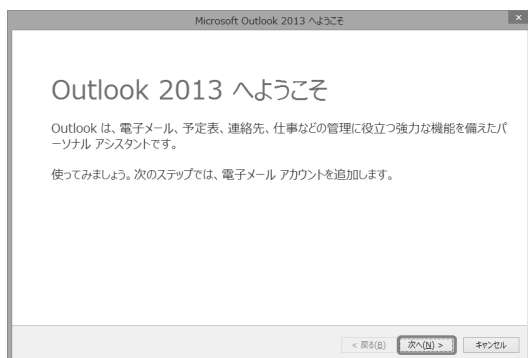 Microsoft Outlook 2013 へようこそ
Outlook 2013 へようこそ
Outlook は、電子メール、予定表、連絡先、仕事などの管理に役立つ強力な機能を備えたパ
ーソナル アシスタントです。
使ってみましょう。次のステップでは、電子メール アカウントを追加します。
< 戻る(B) 次へ(N) > キャンセル